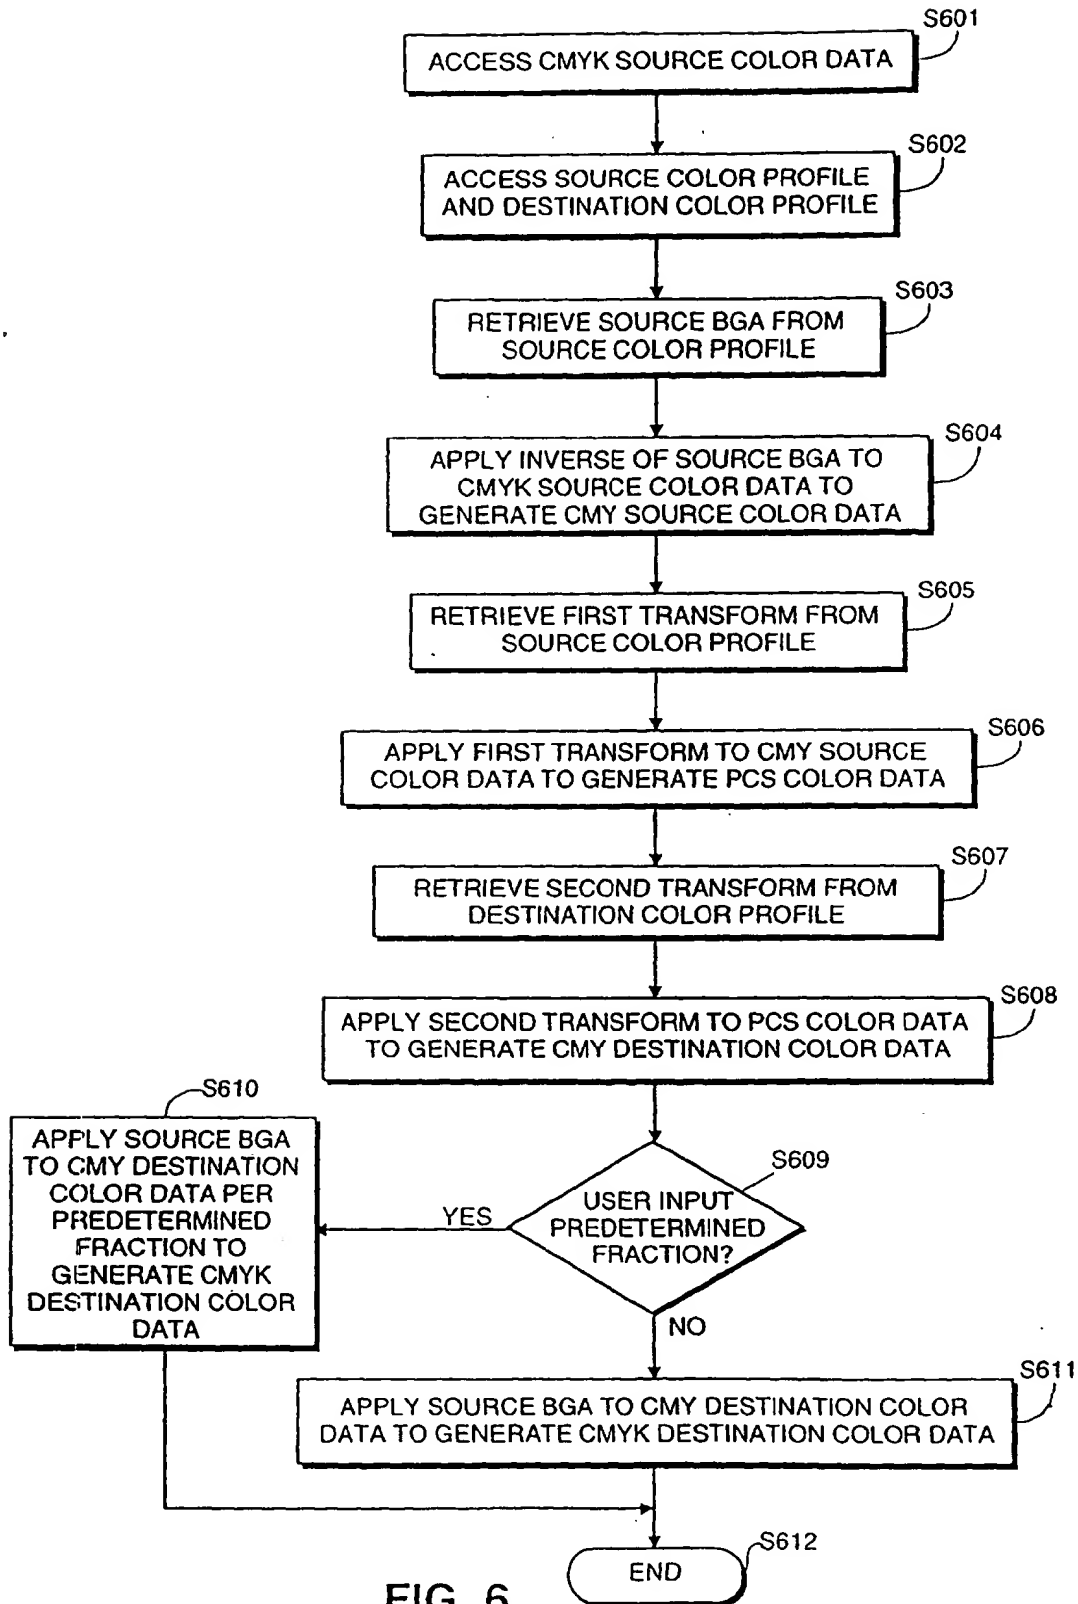 S601
ACCESS CMYK SOURCE COLOR DATA
S602
ACCESS SOURCE COLOR PROFILE
AND DESTINATION COLOR PROFILE
S603
RETRIEVE SOURCE BGA FROM
SOURCE COLOR PROFILE
S604
APPLY INVERSE OF SOURCE BGA TO
CMYK SOURCE COLOR DATA TO
GENERATE CMY SOURCE COLOR DATA
S605
RETRIEVE FIRST TRANSFORM FROM
SOURCE COLOR PROFILE
S606
APPLY FIRST TRANSFORM TO CMY SOURCE
COLOR DATA TO GENERATE PCS COLOR DATA
S607
RETRIEVE SECOND TRANSFORM FROM
DESTINATION COLOR PROFILE
S608
APPLY SECOND TRANSFORM TO PCS COLOR DATA
TO GENERATE CMY DESTINATION COLOR DATA
S610
APPLY SOURCE BGA
TO CMY DESTINATION
COLOR DATA PER
PREDETERMINED
FRACTION TO
GENERATE CMYK
DESTINATION COLOR
DATA
S609
USER INPUT
PREDETERMINED
FRACTION?
YES
NO
S611
APPLY SOURCE BGA TO CMY DESTINATION COLOR
DATA TO GENERATE CMYK DESTINATION COLOR DATA
S612
END
FIG. 6